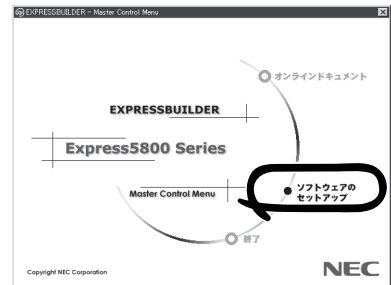 EXPRESSBUILDER - Master Control Menu
オンラインドキュメント
EXPRESSBUILDER
Express5800 Series
ソフトウェアの
セットアップ
Master Control Menu
終了
Copyright NEC Corporation
NEC